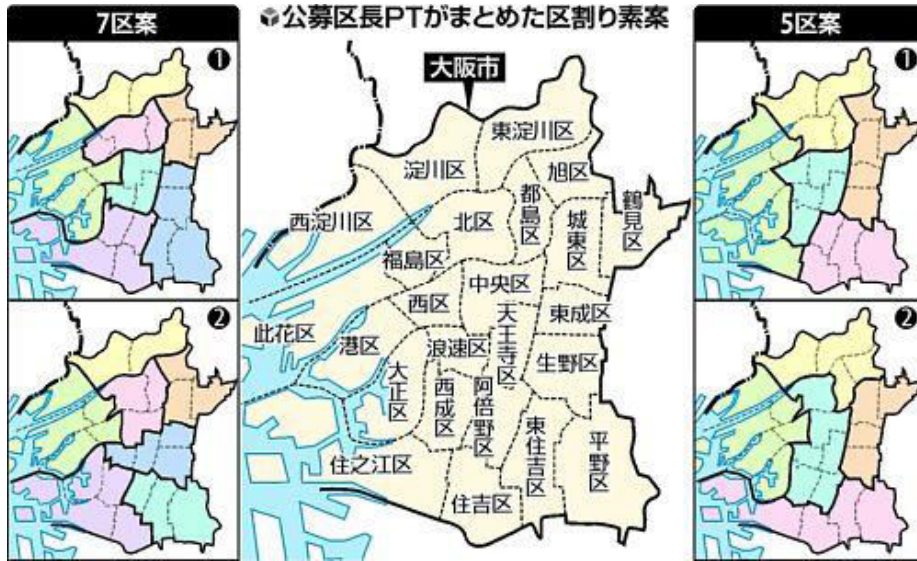 7区案
公募区長PTがまとめた区割り素案
5区案
❶
❷
❶
❷
大阪市
東淀川区
淀川区
旭区
都島区
鶴見区
西淀川区
北区
城東区
福島区
中央区
西区
東成区
此花区
港区
浪速区
天王寺区
生野区
大正区
西成区
阿倍野区
東住吉区
平野区
住之江区
住吉区